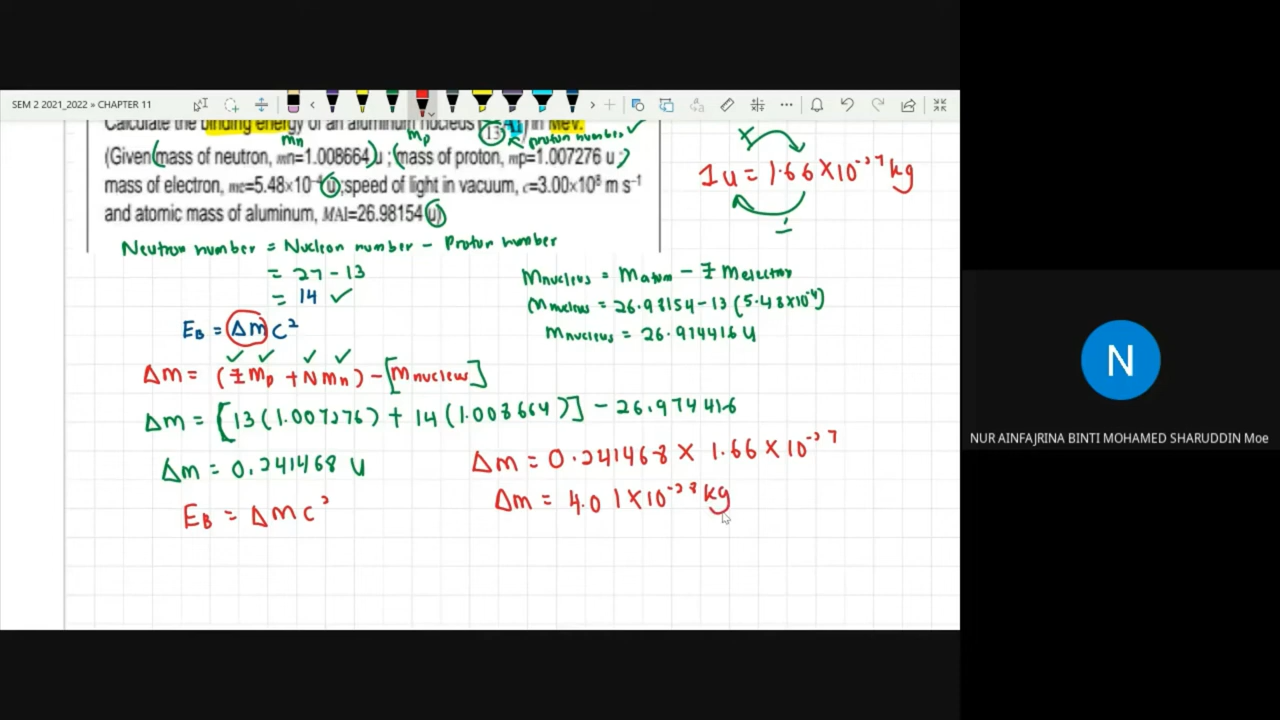 SEM 2 2021_2022 » CHAPTER 11
Calculate the binding energy of an aluminum nucleus (27 13 Al) in MeV.
mn
mp
proton number ✓
(Given(mass of neutron, mn=1.008664)u ; (mass of proton, mp=1.007276 u ;)
mass of electron, me=5.48×10⁻⁴ u ;speed of light in vacuum, c=3.00×10⁸ m s⁻¹
and atomic mass of aluminum, MAl=26.98154 u)
×
1u = 1.66×10⁻²⁷ kg
÷
Neutron number = Nucleon number − Proton number
= 27 − 13
= 14 ✓
E_B = Δm c²
Mnucleus = Matom − Z Melectron
Mnucleus = 26.98154 − 13 (5.48×10⁻⁴)
Mnucleus = 26.974416 u
Δm = (Z mp + N mn) − [Mnucleus]
Δm = [13 (1.007276) + 14 (1.008664)] − 26.974416
Δm = 0.241468 u
E_B = Δm c²
Δm = 0.241468 × 1.66 × 10⁻²⁷
Δm = 4.01 × 10⁻²⁸ kg
N
NUR AINFAJRINA BINTI MOHAMED SHARUDDIN Moe